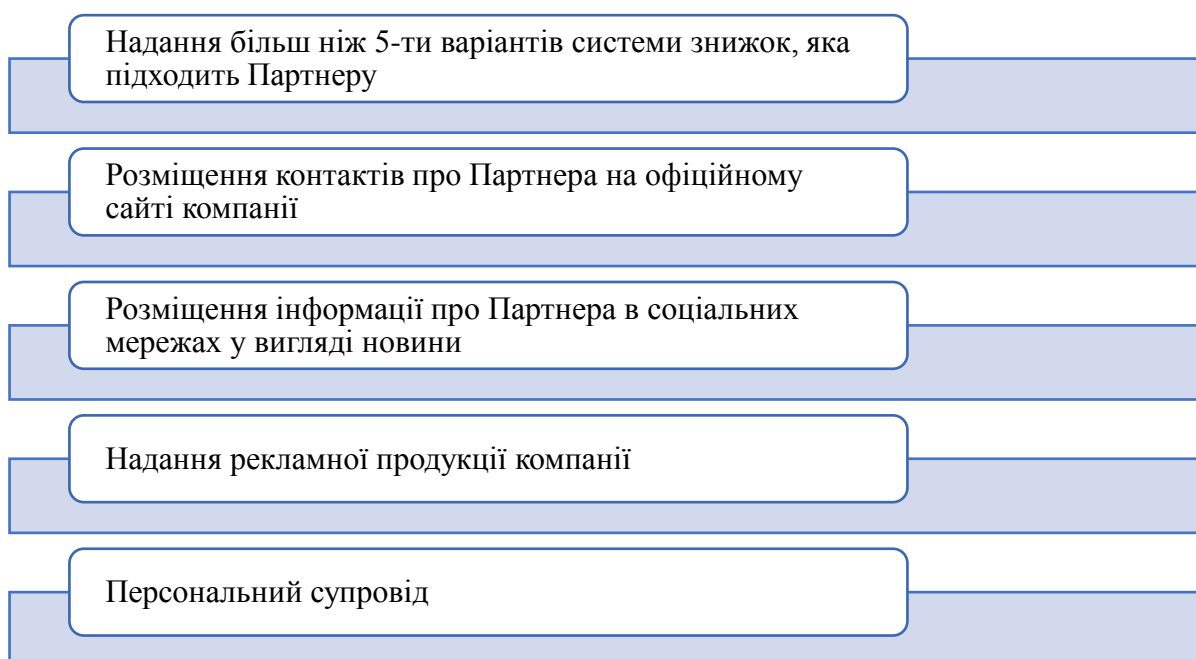 Надання більш ніж 5-ти варіантів системи знижок, яка
підходить Партнеру
Розміщення контактів про Партнера на офіційному
сайті компанії
Розміщення інформації про Партнера в соціальних
мережах у вигляді новини
Надання рекламної продукції компанії
Персональний супровід